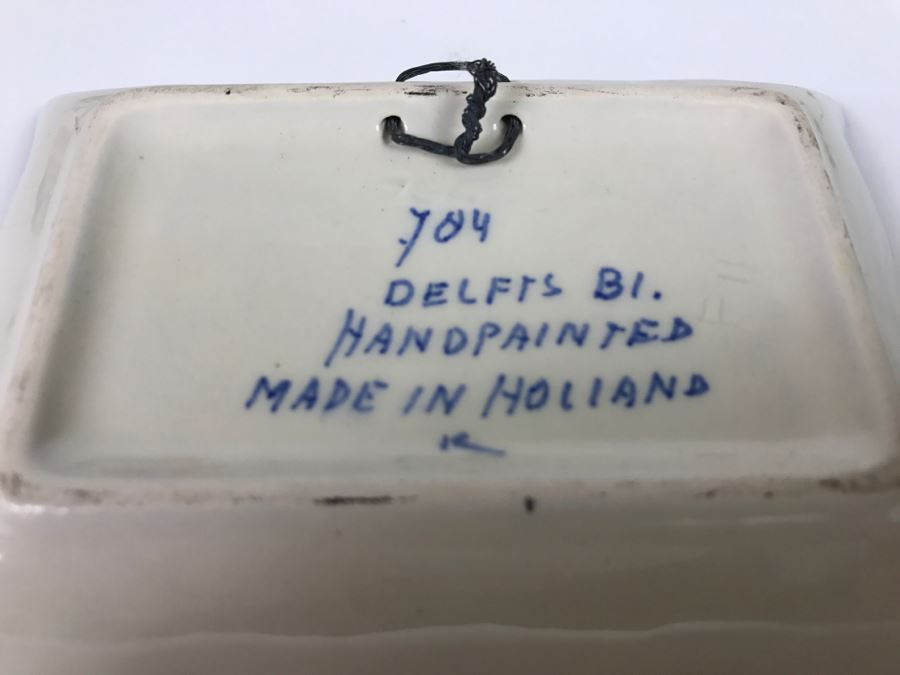 704
DELFTS Bl.
HANDPAINTED
MADE IN HOLLAND
K